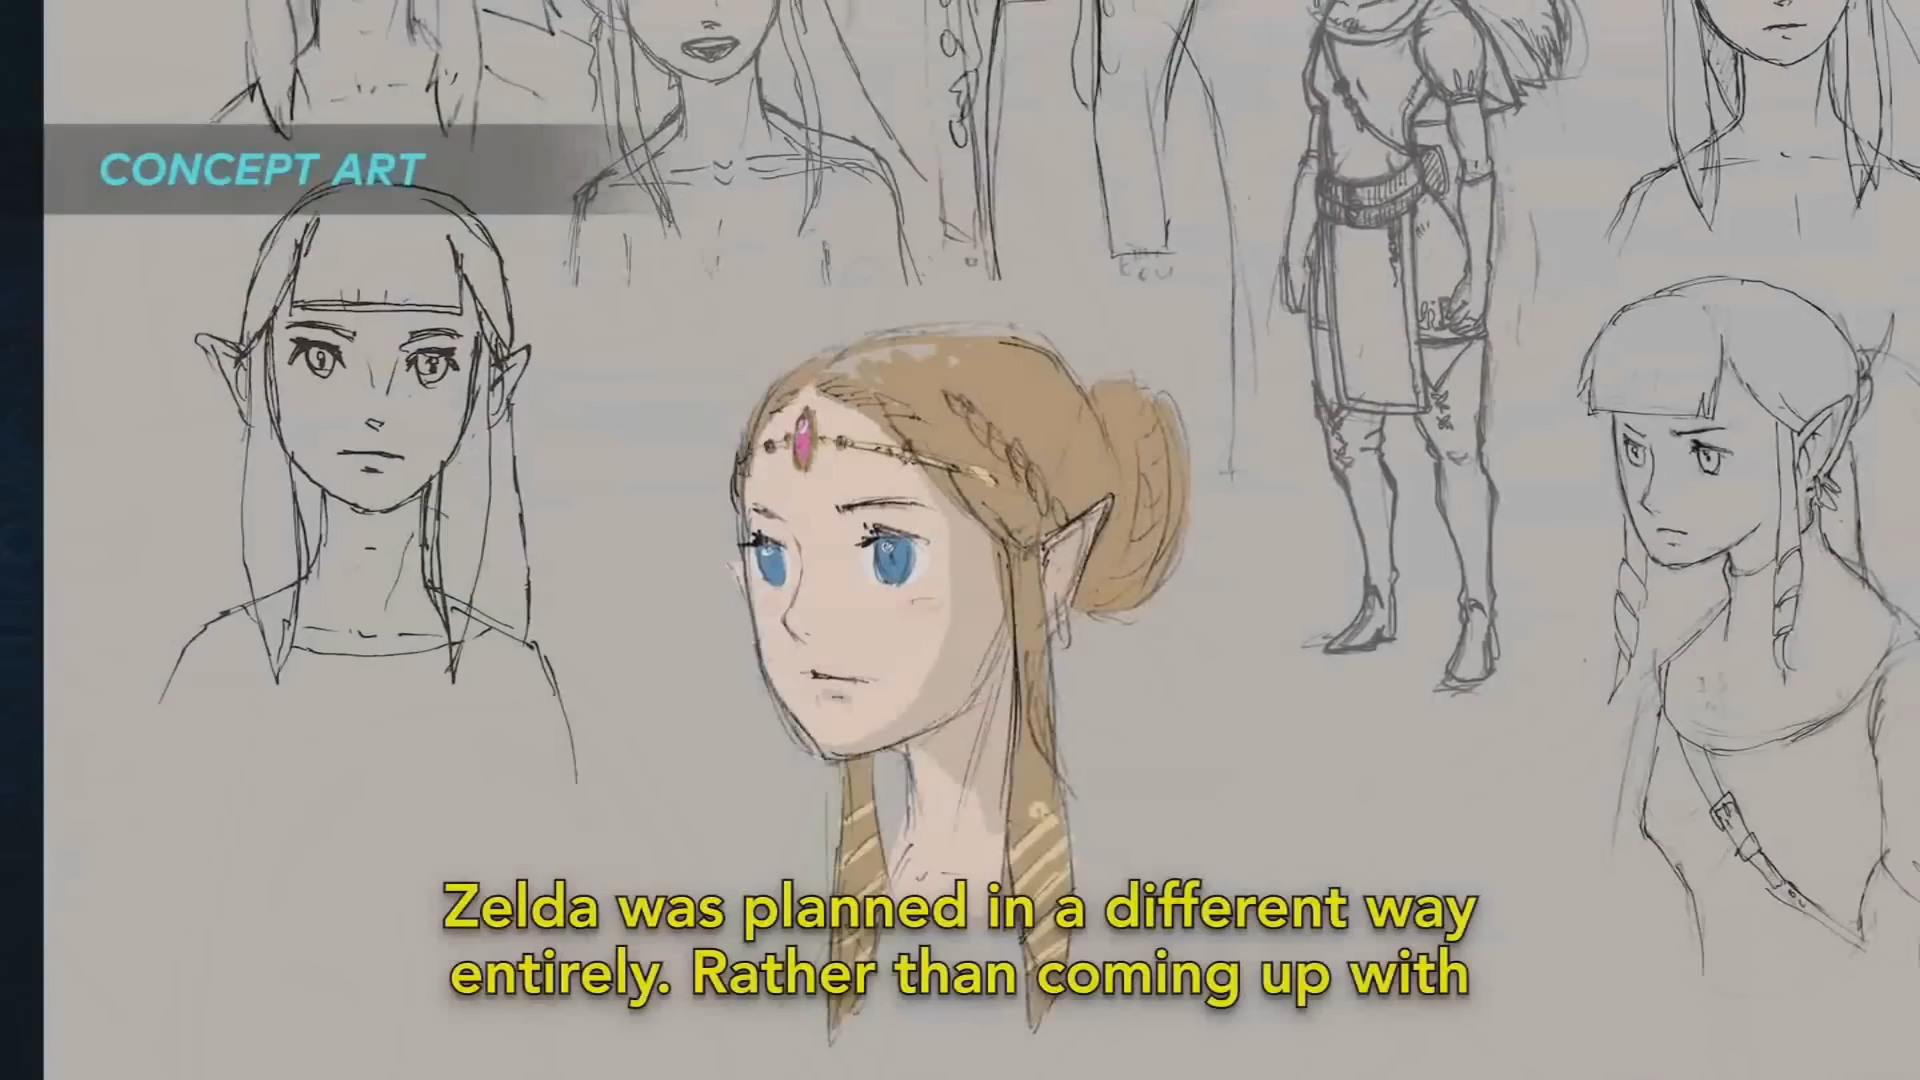 CONCEPT ART
Zelda was planned in a different way
entirely. Rather than coming up with